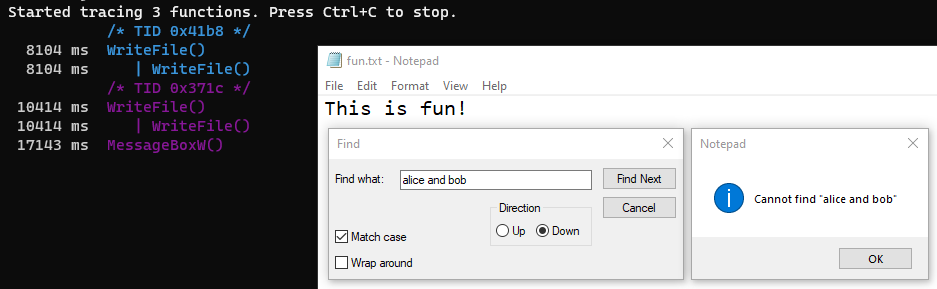 Started tracing 3 functions. Press Ctrl+C to stop.
/* TID 0x41b8 */
8104 ms WriteFile()
8104 ms | WriteFile()
/* TID 0x371c */
10414 ms WriteFile()
10414 ms | WriteFile()
17143 ms MessageBoxW()
fun.txt - Notepad
File Edit Format View Help
This is fun!
Find
Find what: alice and bob Find Next
Direction Cancel
Up Down
Match case
Wrap around
Notepad
Cannot find "alice and bob"
OK